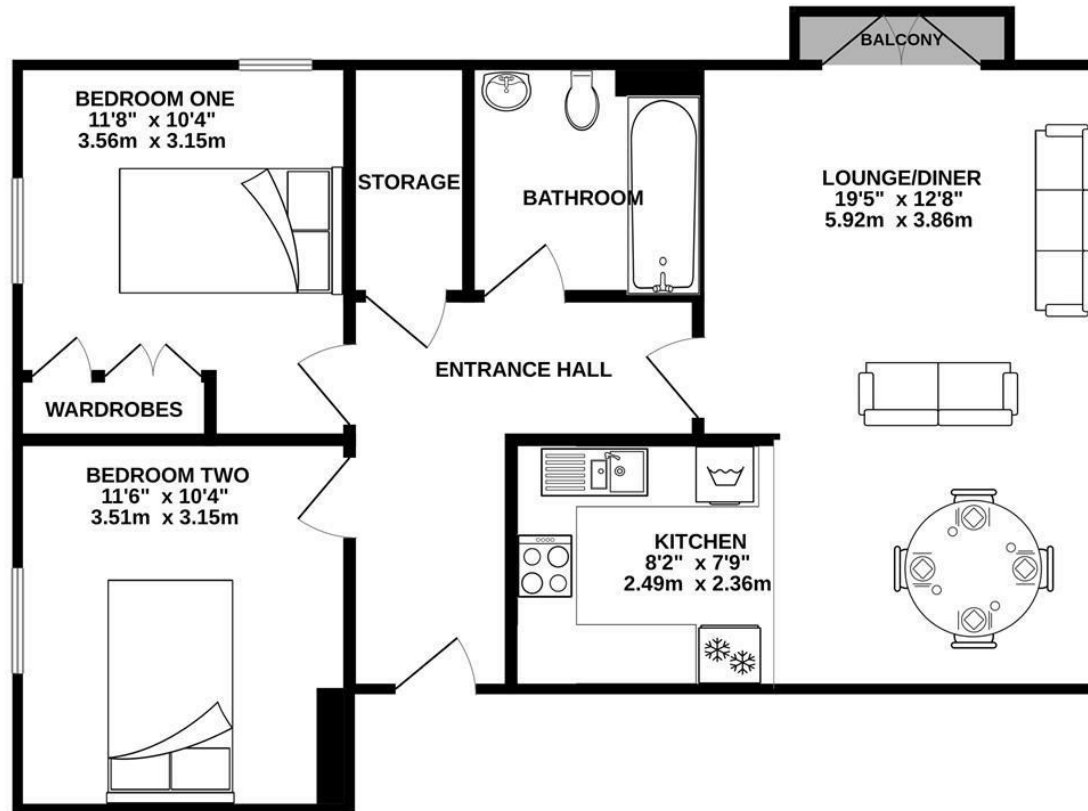 BALCONY
BEDROOM ONE
11'8" x 10'4"
3.56m x 3.15m
STORAGE
BATHROOM
LOUNGE/DINER
19'5" x 12'8"
5.92m x 3.86m
ENTRANCE HALL
WARDROBES
BEDROOM TWO
11'6" x 10'4"
3.51m x 3.15m
KITCHEN
8'2" x 7'9"
2.49m x 2.36m